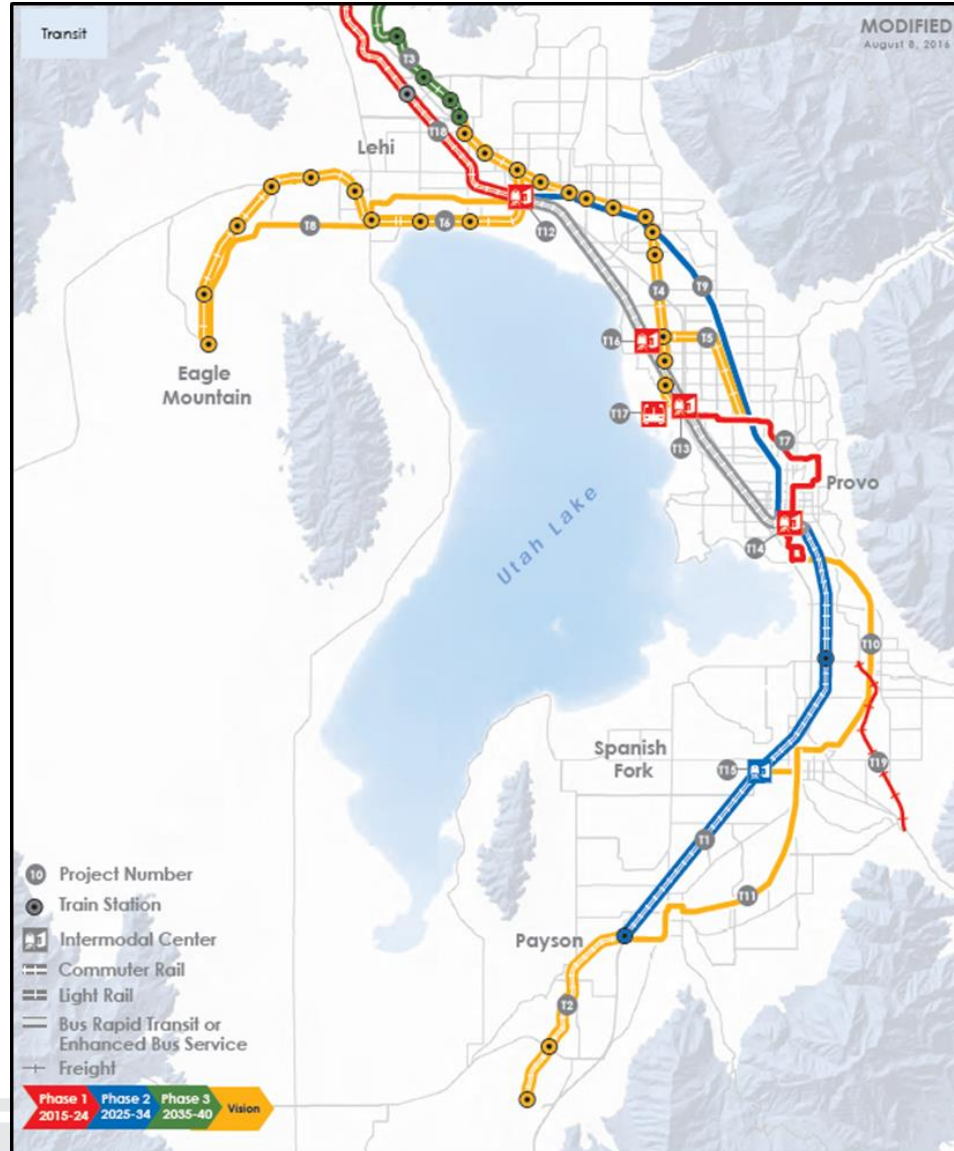 Transit
MODIFIED
August 8, 2016
T3
T18
Lehi
T12
T8
T6
T9
T4
T16
T5
Eagle
Mountain
T17
T13
T7
Provo
Utah Lake
T14
T10
Spanish
Fork
T15
T19
T1
T11
Payson
T2
10 Project Number
Train Station
Intermodal Center
Commuter Rail
Light Rail
Bus Rapid Transit or
Enhanced Bus Service
Freight
Phase 1 Phase 2 Phase 3 Vision
2015-24 2025-34 2035-40